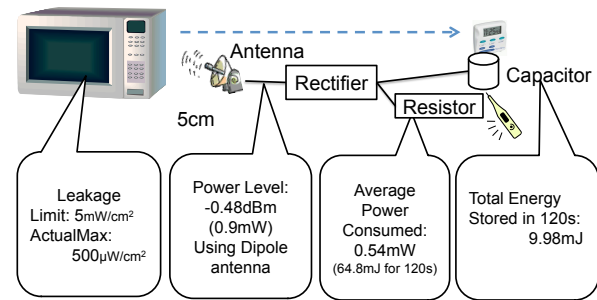 Antenna
Rectifier
Capacitor
Resistor
5cm
Leakage
Limit: 5mW/cm²
ActualMax:
500µW/cm²
Power Level:
-0.48dBm
(0.9mW)
Using Dipole
antenna
Average
Power
Consumed:
0.54mW
(64.8mJ for 120s)
Total Energy
Stored in 120s:
9.98mJ